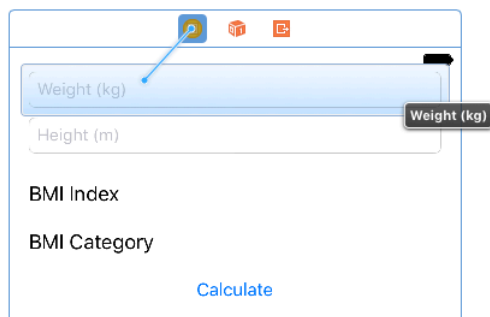 Weight (kg)
Weight (kg)
Height (m)
BMI Index
BMI Category
Calculate